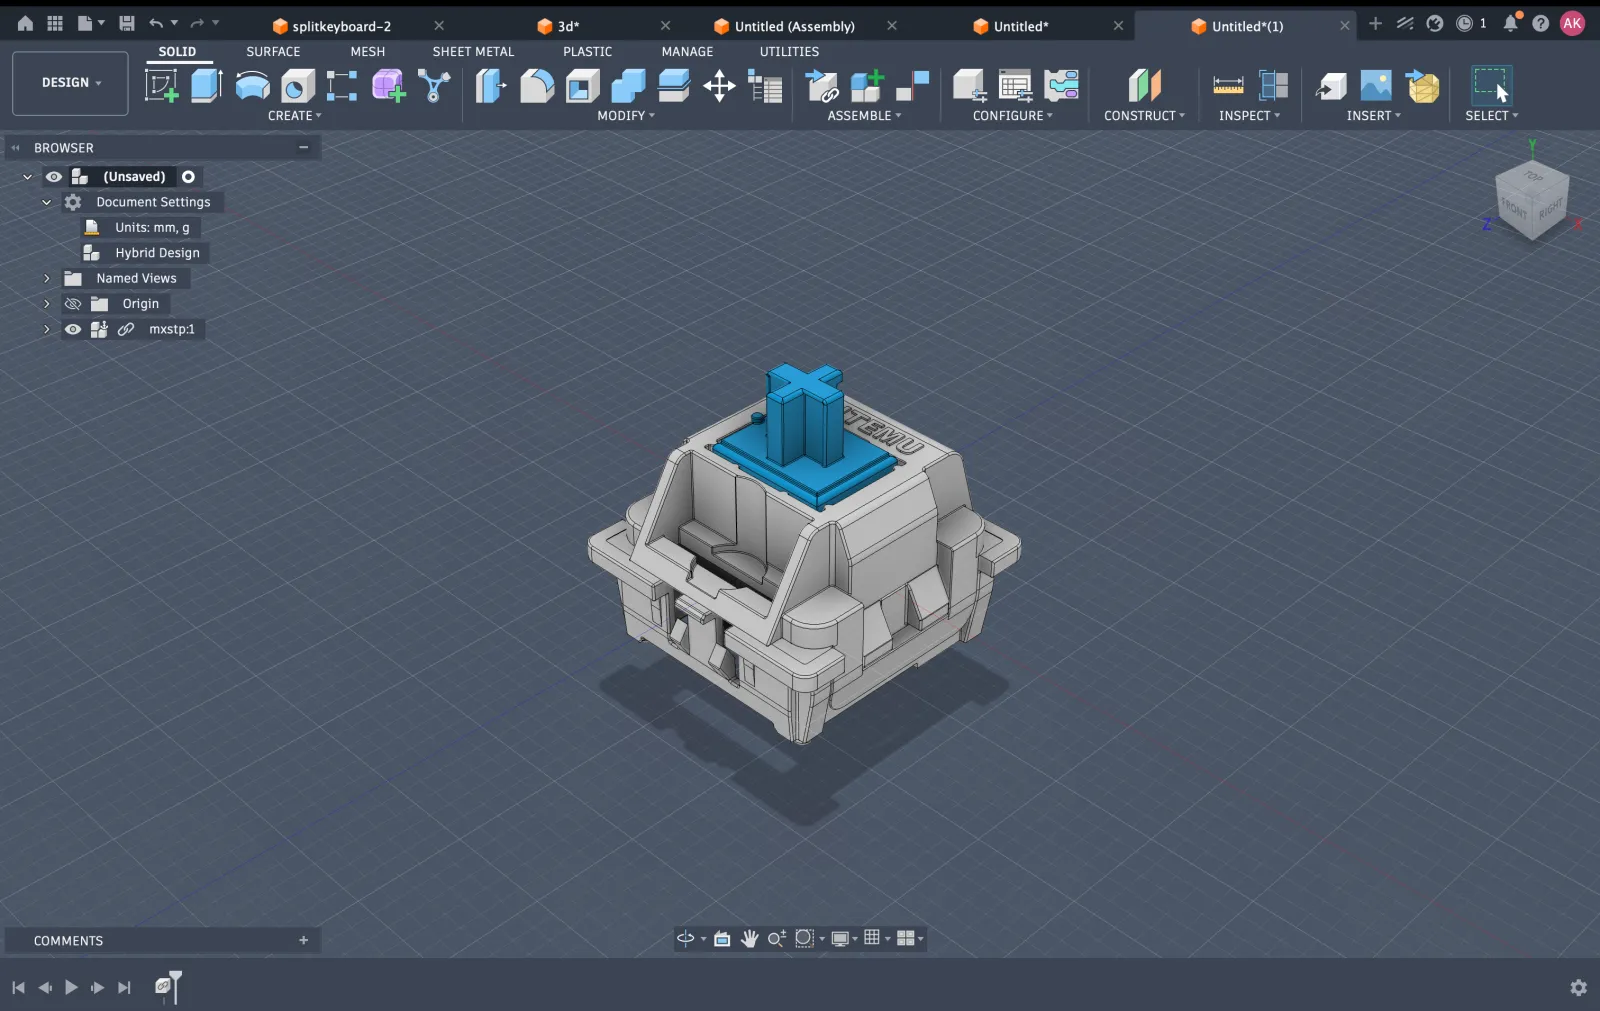 splitkeyboard-2
3d*
Untitled (Assembly)
Untitled*
Untitled*(1)
1
AK
DESIGN
SOLID
SURFACE
MESH
SHEET METAL
PLASTIC
MANAGE
UTILITIES
CREATE
MODIFY
ASSEMBLE
CONFIGURE
CONSTRUCT
INSPECT
INSERT
SELECT
BROWSER
(Unsaved)
Document Settings
Units: mm, g
Hybrid Design
Named Views
Origin
mxstp:1
Y
TOP
FRONT
RIGHT
Z
X
TEMU
COMMENTS